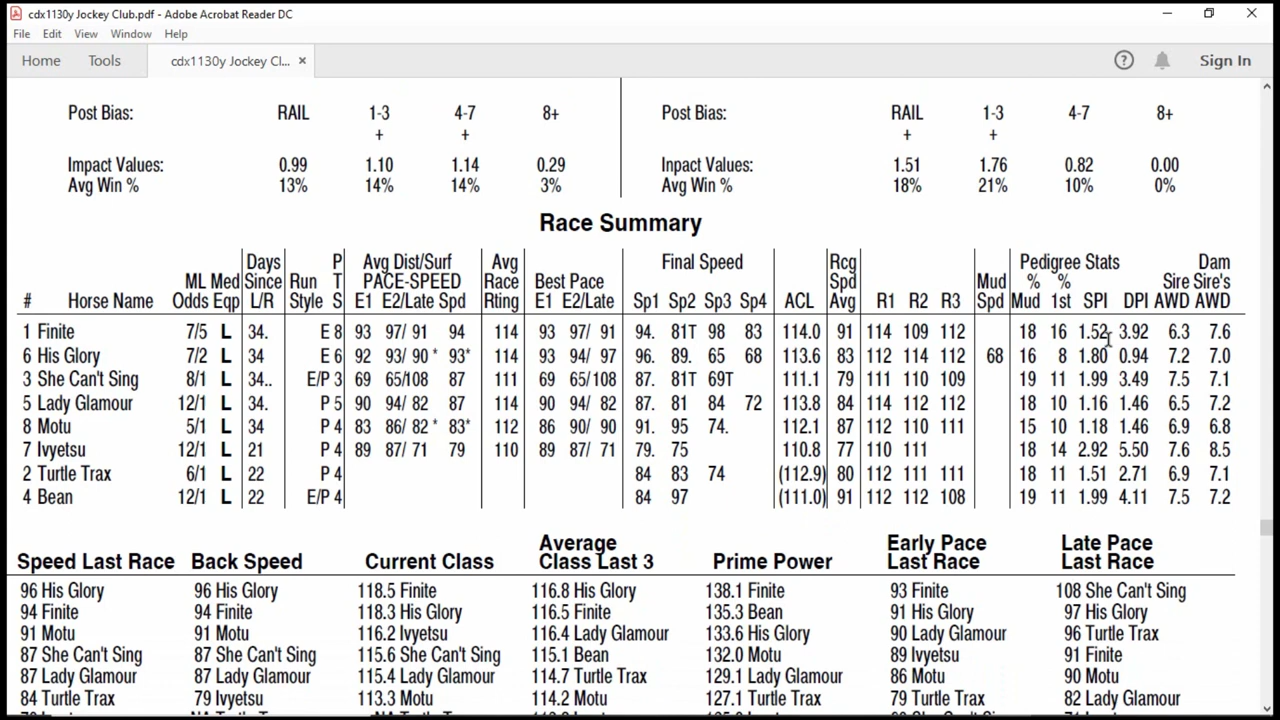 cdx1130y Jockey Club.pdf - Adobe Acrobat Reader DC
File Edit View Window Help
Home Tools cdx1130y Jockey Cl... × ? Sign In
Post Bias: RAIL 1-3 4-7 8+
+ +
Impact Values: 0.99 1.10 1.14 0.29
Avg Win % 13% 14% 14% 3%
Post Bias: RAIL 1-3 4-7 8+
+ +
Inpact Values: 1.51 1.76 0.82 0.00
Avg Win % 18% 21% 10% 0%
Race Summary
Days P Avg Dist/Surf Avg Final Speed Rcg Pedigree Stats Dam
ML Med Since Run T PACE-SPEED Race Best Pace Spd Mud % % Sire Sire's
# Horse Name Odds Eqp L/R Style S E1 E2/Late Spd Rting E1 E2/Late Sp1 Sp2 Sp3 Sp4 ACL Avg R1 R2 R3 Spd Mud 1st SPI DPI AWD AWD
1 Finite 7/5 L 34. E 8 93 97/ 91 94 114 93 97/ 91 94. 81T 98 83 114.0 91 114 109 112 18 16 1.52 3.92 6.3 7.6
6 His Glory 7/2 L 34 E 6 92 93/ 90 * 93* 114 93 94/ 97 96. 89. 65 68 113.6 83 112 114 112 68 16 8 1.80 0.94 7.2 7.0
3 She Can't Sing 8/1 L 34.. E/P 3 69 65/108 87 111 69 65/108 87. 81T 69T 111.1 79 111 110 109 19 11 1.99 3.49 7.5 7.1
5 Lady Glamour 12/1 L 34. P 5 90 94/ 82 87 114 90 94/ 82 87. 81 84 72 113.8 84 114 112 112 18 10 1.16 1.46 6.5 7.2
8 Motu 5/1 L 34 P 4 83 86/ 82 * 83* 112 86 90/ 90 91. 95 74. 112.1 87 112 110 111 15 10 1.18 1.46 6.9 6.8
7 Ivyetsu 12/1 L 21 P 4 89 87/ 71 79 110 89 87/ 71 79. 75 110.8 77 110 111 18 14 2.92 5.50 7.6 8.5
2 Turtle Trax 6/1 L 22 P 4 84 83 74 (112.9) 80 112 111 111 18 11 1.51 2.71 6.9 7.1
4 Bean 12/1 L 22 E/P 4 84 97 (111.0) 91 112 112 108 19 11 1.99 4.11 7.5 7.2
Speed Last Race Back Speed Current Class Average Class Last 3 Prime Power Early Pace Last Race Late Pace Last Race
96 His Glory 96 His Glory 118.5 Finite 116.8 His Glory 138.1 Finite 93 Finite 108 She Can't Sing
94 Finite 94 Finite 118.3 His Glory 116.5 Finite 135.3 Bean 91 His Glory 97 His Glory
91 Motu 91 Motu 116.2 Ivyetsu 116.4 Lady Glamour 133.6 His Glory 90 Lady Glamour 96 Turtle Trax
87 She Can't Sing 87 She Can't Sing 115.6 She Can't Sing 115.1 Bean 132.0 Motu 89 Ivyetsu 91 Finite
87 Lady Glamour 87 Lady Glamour 115.4 Lady Glamour 114.7 Turtle Trax 129.1 Lady Glamour 86 Motu 90 Motu
84 Turtle Trax 79 Ivyetsu 113.3 Motu 114.2 Motu 127.1 Turtle Trax 79 Turtle Trax 82 Lady Glamour